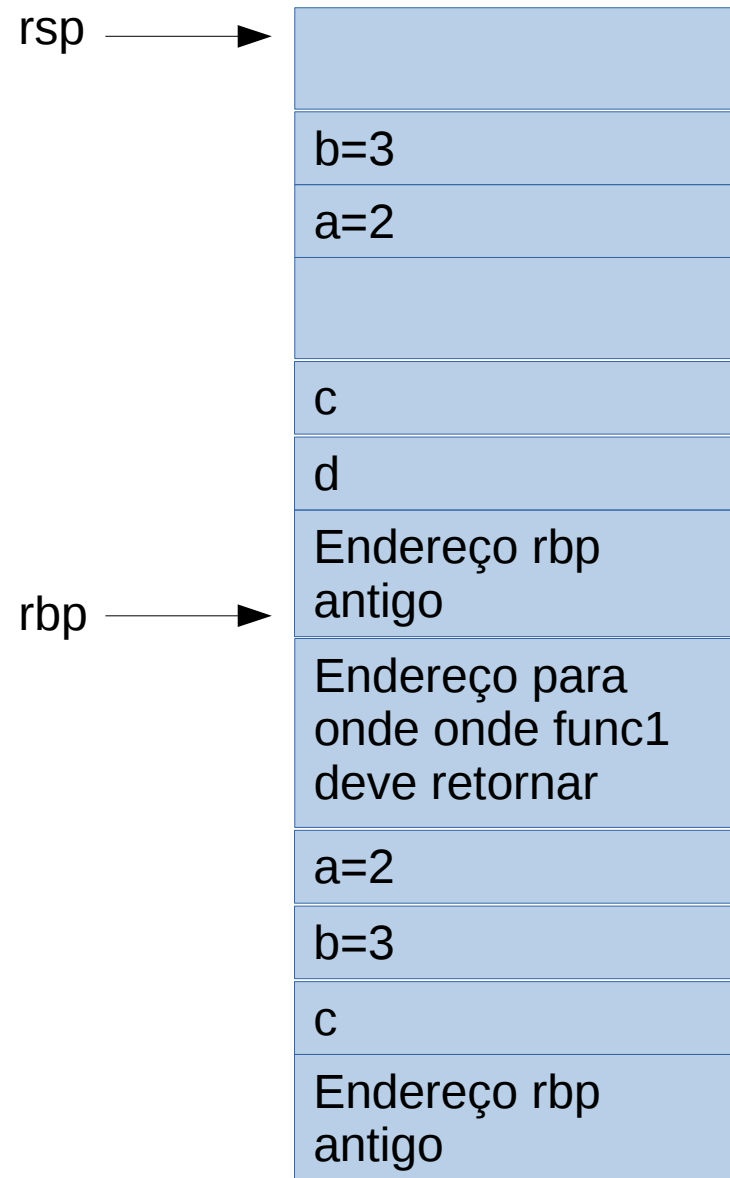 rsp
b=3
a=2
c
d
Endereço rbp
antigo
rbp
Endereço para
onde onde func1
deve retornar
a=2
b=3
c
Endereço rbp
antigo